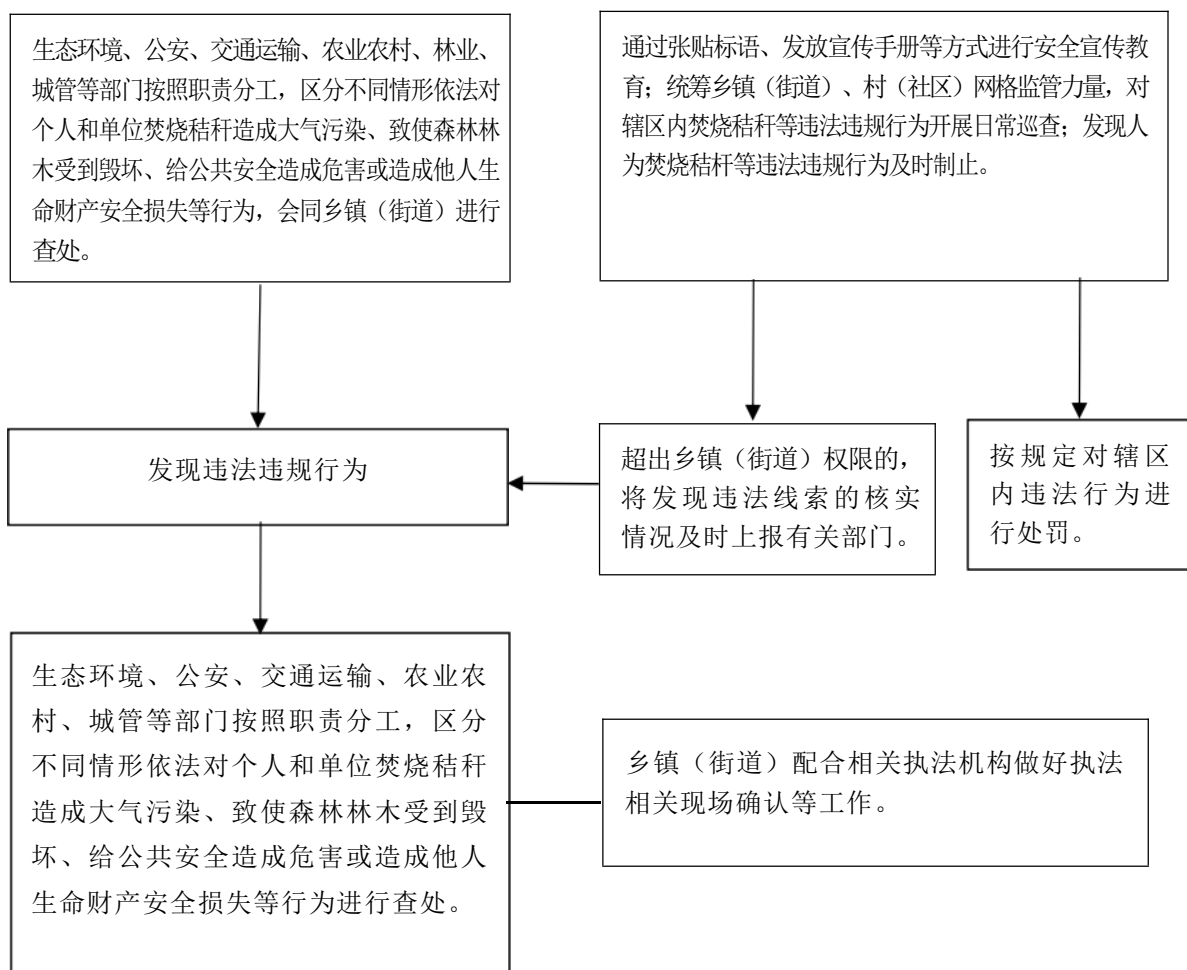 生态环境、公安、交通运输、农业农村、林业、
城管等部门按照职责分工，区分不同情形依法对
个人和单位焚烧秸秆造成大气污染、致使森林林
木受到毁坏、给公共安全造成危害或造成他人生
命财产安全损失等行为，会同乡镇（街道）进行
查处。
通过张贴标语、发放宣传手册等方式进行安全宣传教
育；统筹乡镇（街道）、村（社区）网格监管力量，对
辖区内焚烧秸秆等违法违规行为开展日常巡查；发现人
为焚烧秸杆等违法违规行为及时制止。
发现违法违规行为
超出乡镇（街道）权限的，
将发现违法线索的核实
情况及时上报有关部门。
按规定对辖区
内违法行为进
行处罚。
生态环境、公安、交通运输、农业农
村、城管等部门按照职责分工，区分
不同情形依法对个人和单位焚烧秸秆
造成大气污染、致使森林林木受到毁
坏、给公共安全造成危害或造成他人
生命财产安全损失等行为进行查处。
乡镇（街道）配合相关执法机构做好执法
相关现场确认等工作。